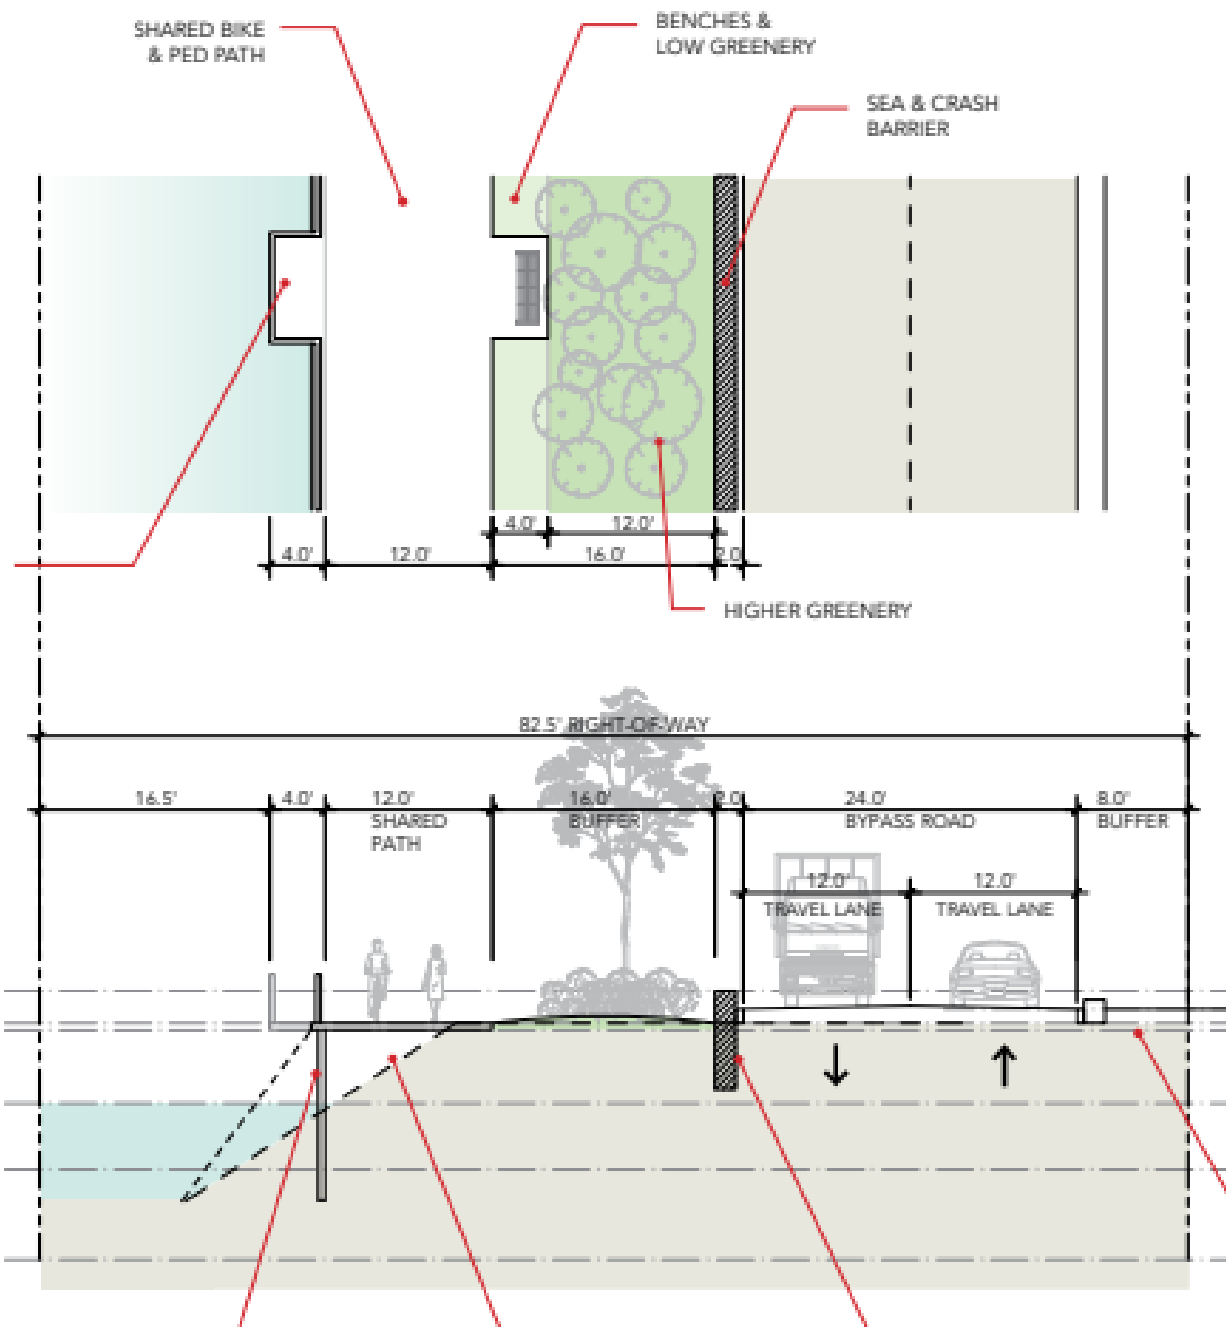 SHARED BIKE
& PED PATH
BENCHES &
LOW GREENERY
SEA & CRASH
BARRIER
4.0'
12.0'
4.0'
12.0'
16.0'
2.0
HIGHER GREENERY
82.5' RIGHT-OF-WAY
16.5'
4.0'
12.0'
SHARED
PATH
16.0'
BUFFER
2.0
24.0'
BYPASS ROAD
8.0'
BUFFER
12.0'
TRAVEL LANE
12.0'
TRAVEL LANE